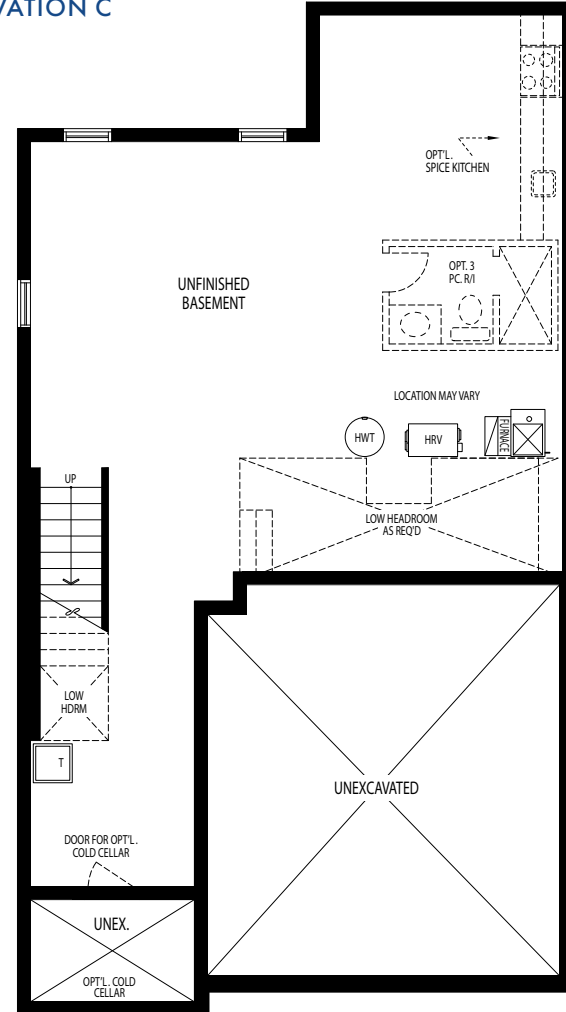 VATION C
OPT'L.
SPICE KITCHEN
UNFINISHED
BASEMENT
OPT. 3
PC. R/I
LOCATION MAY VARY
HWT
HRV
FURNACE
UP
LOW HEADROOM
AS REQ'D
LOW
HDRM
T
UNEXCAVATED
DOOR FOR OPT'L.
COLD CELLAR
UNEX.
OPT'L. COLD
CELLAR